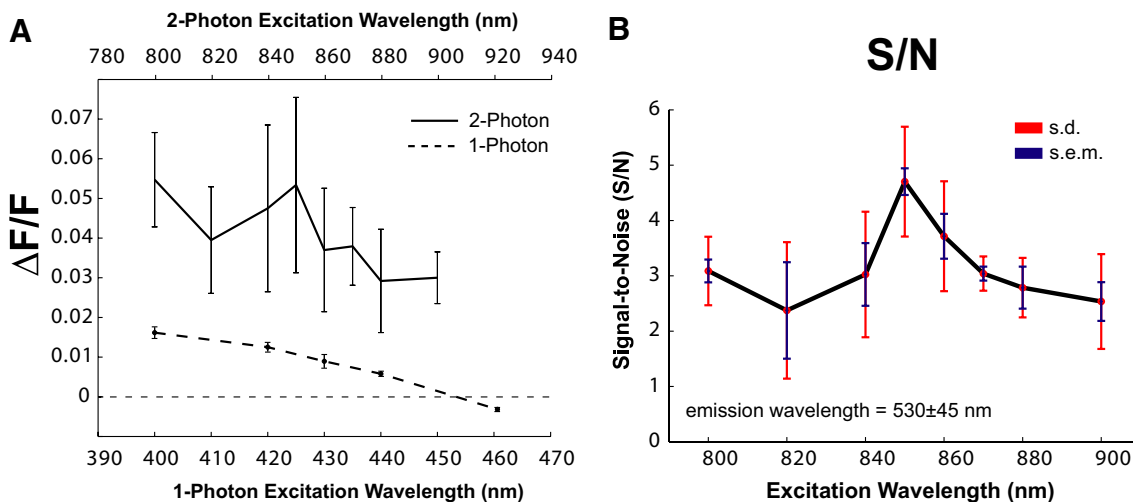 A
2-Photon Excitation Wavelength (nm)
780 800 820 840 860 880 900 920 940
ΔF/F
0.07
0.06
0.05
0.04
0.03
0.02
0.01
0
2-Photon
1-Photon
390 400 410 420 430 440 450 460 470
1-Photon Excitation Wavelength (nm)
B
S/N
Signal-to-Noise (S/N)
6
5
4
3
2
1
0
s.d.
s.e.m.
emission wavelength = 530±45 nm
800 820 840 860 880 900
Excitation Wavelength (nm)